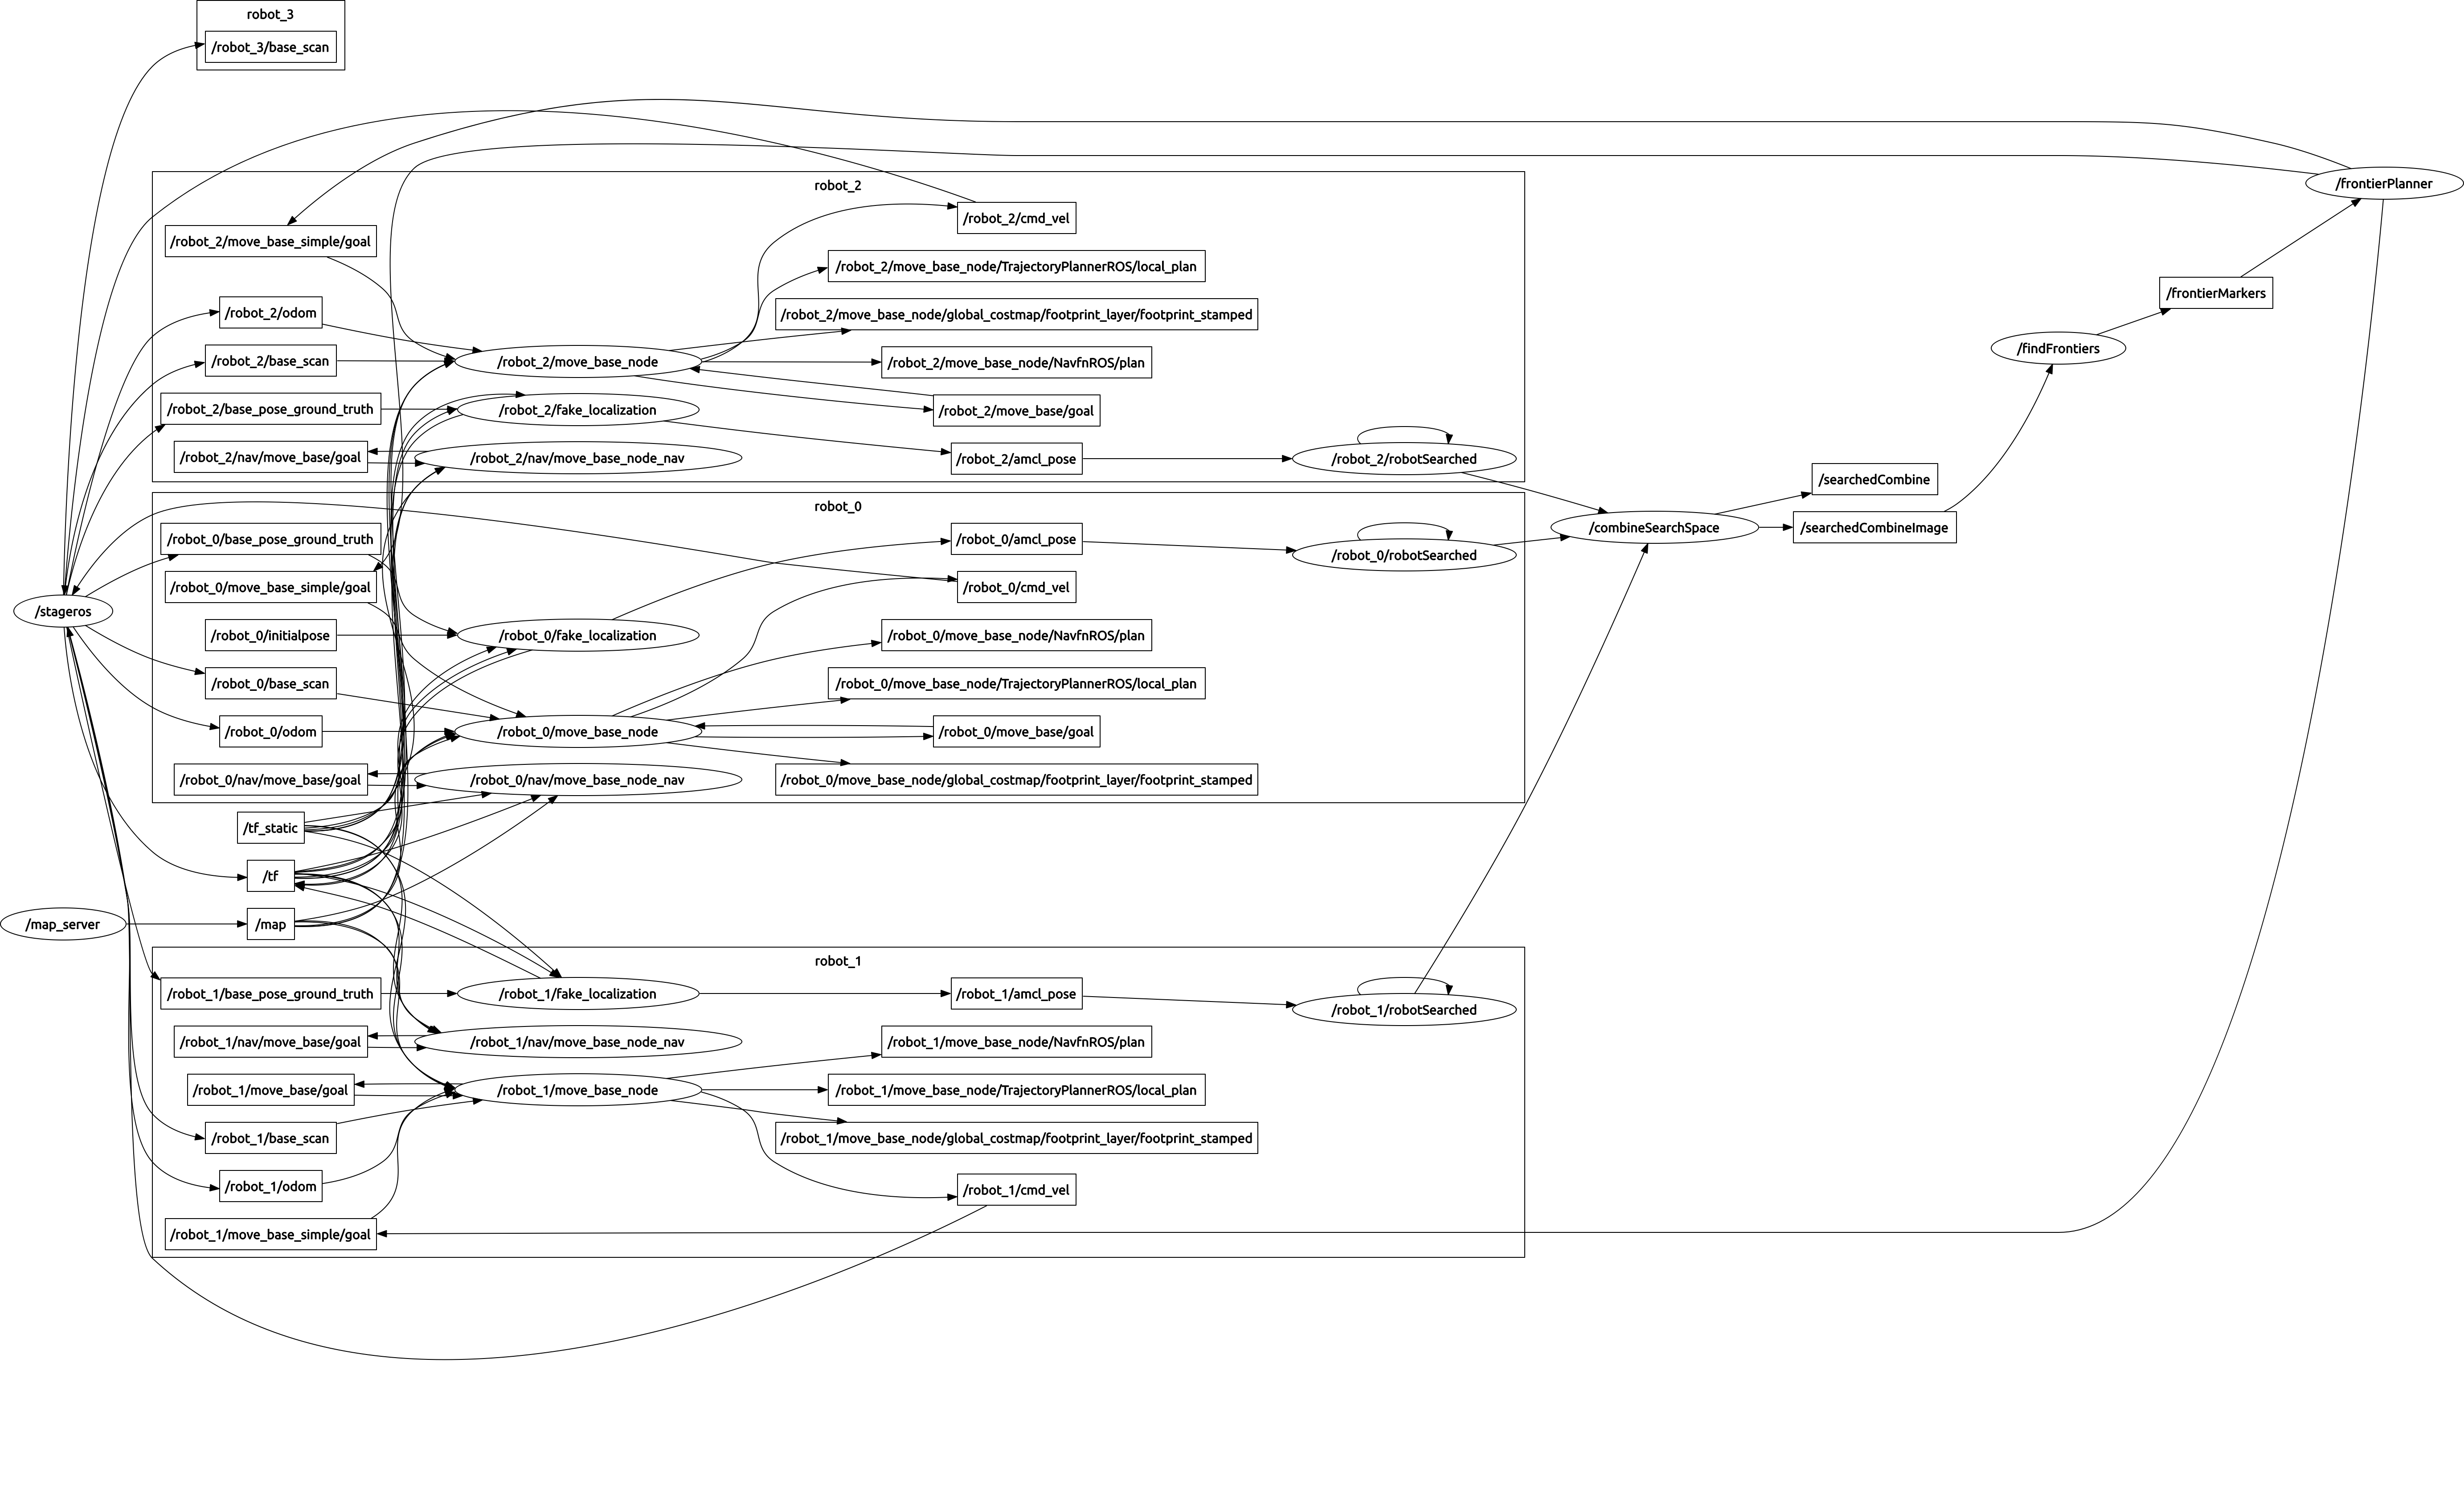 robot_3
/robot_3/base_scan
/frontierPlanner
robot_2
/robot_2/cmd_vel
/robot_2/move_base_simple/goal
/robot_2/move_base_node/TrajectoryPlannerROS/local_plan
/frontierMarkers
/robot_2/odom
/robot_2/move_base_node/global_costmap/footprint_layer/footprint_stamped
/findFrontiers
/robot_2/base_scan
/robot_2/move_base_node
/robot_2/move_base_node/NavfnROS/plan
/robot_2/base_pose_ground_truth
/robot_2/fake_localization
/robot_2/move_base/goal
/robot_2/nav/move_base/goal
/robot_2/nav/move_base_node_nav
/robot_2/amcl_pose
/robot_2/robotSearched
/searchedCombine
robot_0
/combineSearchSpace
/searchedCombineImage
/robot_0/base_pose_ground_truth
/robot_0/amcl_pose
/robot_0/robotSearched
/robot_0/move_base_simple/goal
/robot_0/cmd_vel
/stageros
/robot_0/initialpose
/robot_0/fake_localization
/robot_0/move_base_node/NavfnROS/plan
/robot_0/base_scan
/robot_0/move_base_node/TrajectoryPlannerROS/local_plan
/robot_0/odom
/robot_0/move_base_node
/robot_0/move_base/goal
/robot_0/nav/move_base/goal
/robot_0/nav/move_base_node_nav
/robot_0/move_base_node/global_costmap/footprint_layer/footprint_stamped
/tf_static
/tf
/map_server
/map
robot_1
/robot_1/base_pose_ground_truth
/robot_1/fake_localization
/robot_1/amcl_pose
/robot_1/robotSearched
/robot_1/nav/move_base/goal
/robot_1/nav/move_base_node_nav
/robot_1/move_base_node/NavfnROS/plan
/robot_1/move_base/goal
/robot_1/move_base_node
/robot_1/move_base_node/TrajectoryPlannerROS/local_plan
/robot_1/base_scan
/robot_1/move_base_node/global_costmap/footprint_layer/footprint_stamped
/robot_1/odom
/robot_1/cmd_vel
/robot_1/move_base_simple/goal